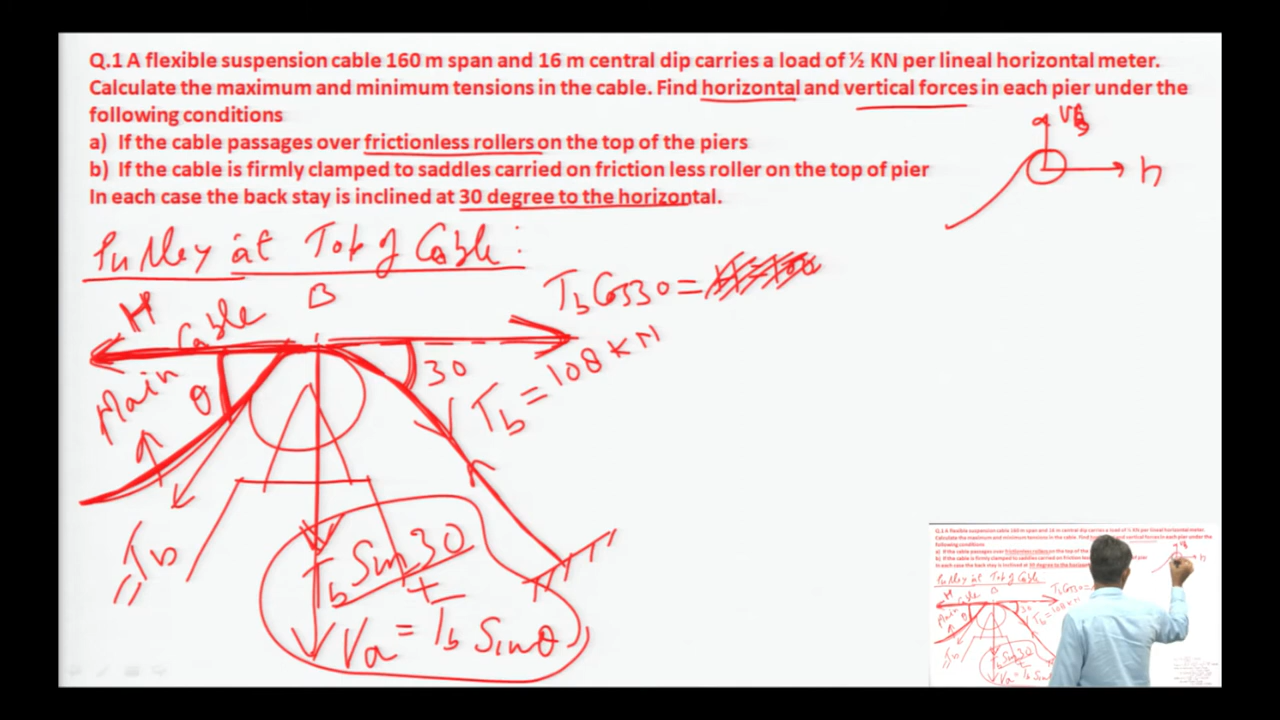 Q.1 A flexible suspension cable 160 m span and 16 m central dip carries a load of ½ KN per lineal horizontal meter.
Calculate the maximum and minimum tensions in the cable. Find horizontal and vertical forces in each pier under the
following conditions
a) If the cable passages over frictionless rollers on the top of the piers
b) If the cable is firmly clamped to saddles carried on friction less roller on the top of pier
In each case the back stay is inclined at 30 degree to the horizontal.
VB
h
Pulley at Top of Cable:
B
Tb Cos30 =
H
Main Cable
θ
30
Tb = 108 KN
= Tb
Tb Sin30
+
Va = Tb Sinθ